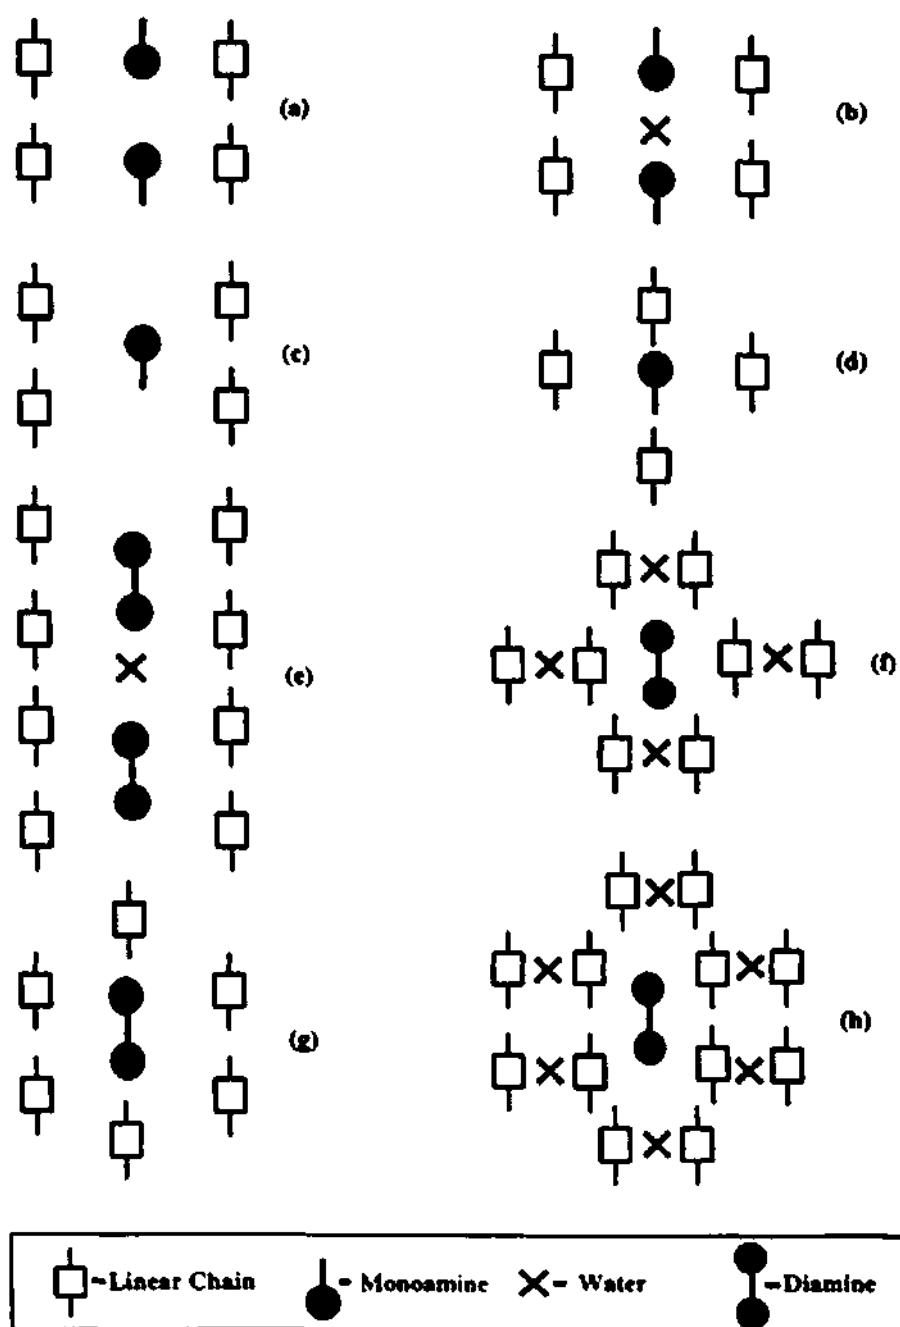 (a)
(b)
(c)
(d)
(e)
(f)
(g)
(h)
-Linear Chain
- Monoamine
- Water
-Diamine